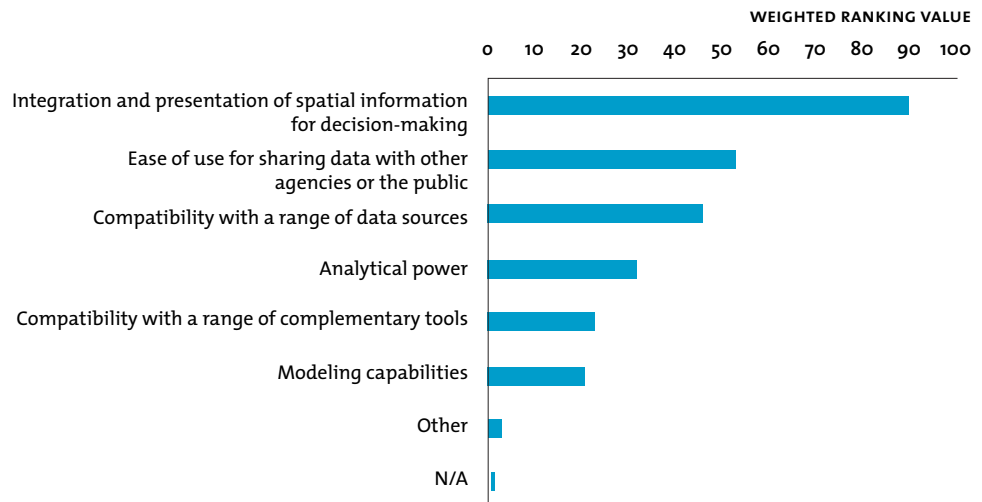 WEIGHTED RANKING VALUE
0 10 20 30 40 50 60 70 80 90 100
Integration and presentation of spatial information
for decision-making
Ease of use for sharing data with other
agencies or the public
Compatibility with a range of data sources
Analytical power
Compatibility with a range of complementary tools
Modeling capabilities
Other
N/A